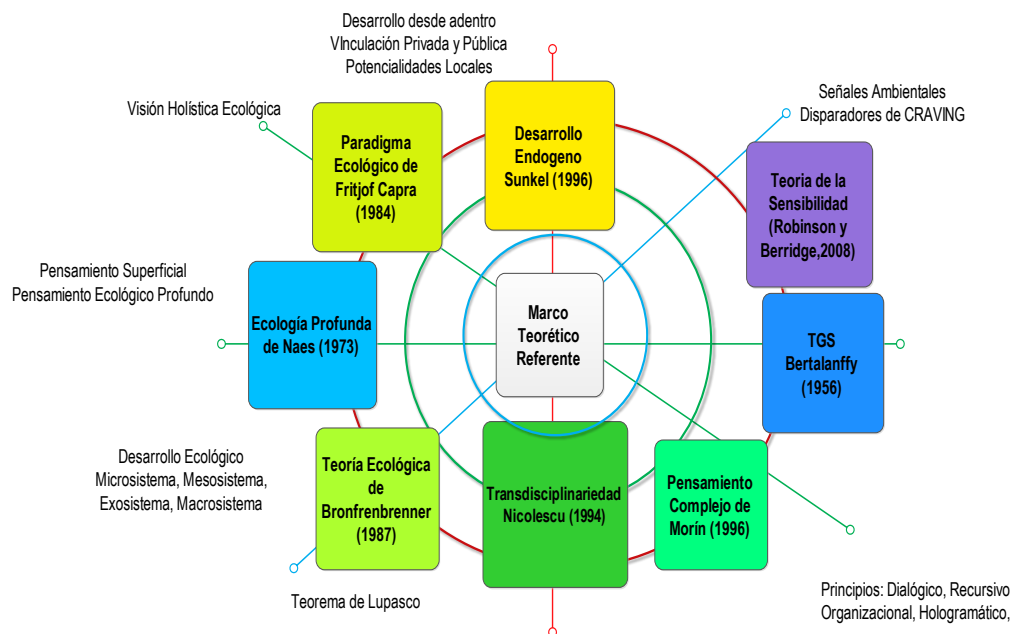 Desarrollo desde adentro
VInculación Privada y Pública
Potencialidades Locales
Visión Holística Ecológica
Señales Ambientales
Disparadores de CRAVING
Paradigma
Ecológico de
Fritjof Capra
(1984)
Desarrollo
Endogeno
Sunkel (1996)
Teoria de la
Sensibilidad
(Robinson y
Berridge,2008)
Pensamiento Superficial
Pensamiento Ecológico Profundo
Ecología Profunda
de Naes (1973)
Marco
Teorético
Referente
TGS
Bertalanffy
(1956)
Desarrollo Ecológico
Microsistema, Mesosistema,
Exosistema, Macrosistema
Teoría Ecológica
de
Bronfrenbrenner
(1987)
Transdisciplinariedad
Nicolescu (1994)
Pensamiento
Complejo de
Morín (1996)
Teorema de Lupasco
Principios: Dialógico, Recursivo
Organizacional, Hologramático,